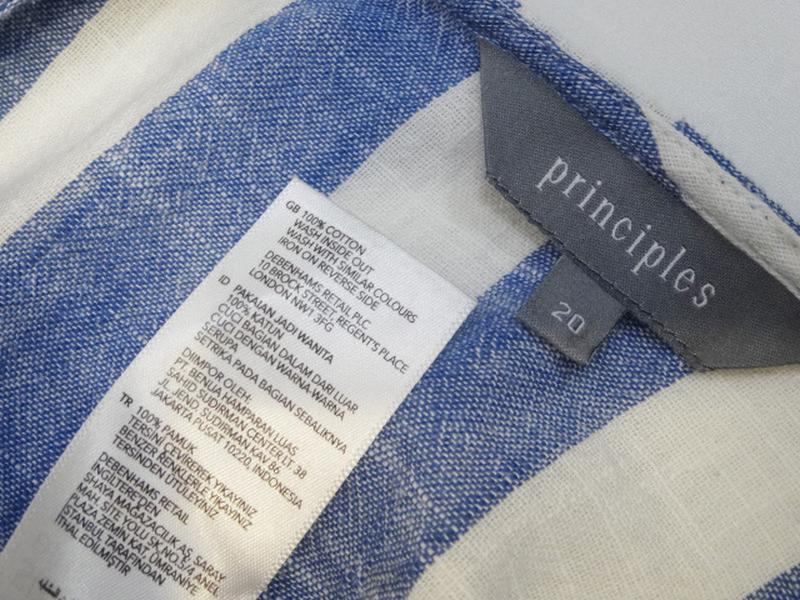 principles
20
GB 100% COTTON
WASH INSIDE OUT
WASH WITH SIMILAR COLOURS
IRON ON REVERSE SIDE
DEBENHAMS RETAIL PLC
10 BROCK STREET, REGENT'S PLACE
LONDON NW1 3FG
ID PAKAIAN JADI WANITA
100% KATUN
CUCI BAGIAN DALAM DARI LUAR
CUCI DENGAN WARNA-WARNA
SERUPA
SETRIKA PADA BAGIAN SEBALIKNYA
DIIMPOR OLEH:
PT. BENUA HAMPARAN LUAS
SAHID SUDIRMAN CENTER LT. 38
JL. JEND. SUDIRMAN KAV 86
JAKARTA PUSAT 10220, INDONESIA
TR 100% PAMUK
TERSİNİ ÇEVİREREK YIKAYINIZ
BENZER RENKLERLE YIKAYINIZ
TERSİNDEN ÜTÜLEYİNİZ
DEBENHAMS RETAIL
İNGİLTERE'DEN
SHAYA MAĞAZACILIK AŞ, SARAY
MAH. SİTE YOLU SK NO.3/4 ANEL
PLAZA ZEMİN KAT, ÜMRANİYE
İSTANBUL TARAFINDAN
İTHAL EDİLMİŞTİR